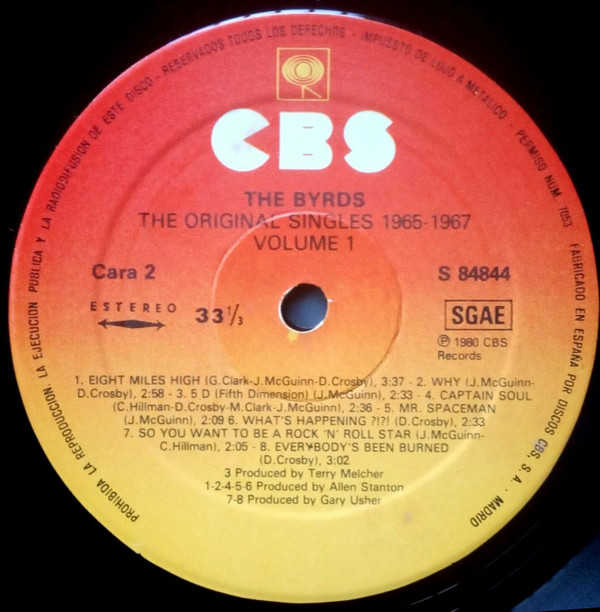 PROHIBIDA LA REPRODUCCION, LA EJECUCION PUBLICA Y LA RADIODIFUSION DE ESTE DISCO - RESERVADOS TODOS LOS DERECHOS - IMPUESTO DE LUJO A METALICO - PERMISO NUM. 7053
FABRICADO EN ESPAÑA POR DISCOS CBS, S. A. - MADRID
CBS
THE BYRDS
THE ORIGINAL SINGLES 1965-1967
VOLUME 1
Cara 2
S 84844
ESTEREO
33 1/3
SGAE
℗ 1980 CBS
Records
1. EIGHT MILES HIGH (G.Clark-J.McGuinn-D.Crosby), 3:37 - 2. WHY (J.McGuinn-
D.Crosby), 2:58 - 3. 5 D (Fifth Dimension) (J.McGuinn), 2:33 - 4. CAPTAIN SOUL
(C.Hillman-D.Crosby-M.Clark-J.McGuinn), 2:36 - 5. MR. SPACEMAN
(J.McGuinn), 2:09 6. WHAT'S HAPPENING ?!?! (D.Crosby), 2:33
7. SO YOU WANT TO BE A ROCK 'N' ROLL STAR (J.McGuinn-
C.Hillman), 2:05 - 8. EVERYBODY'S BEEN BURNED
(D.Crosby), 3:02
3 Produced by Terry Melcher
1-2-4-5-6 Produced by Allen Stanton
7-8 Produced by Gary Usher